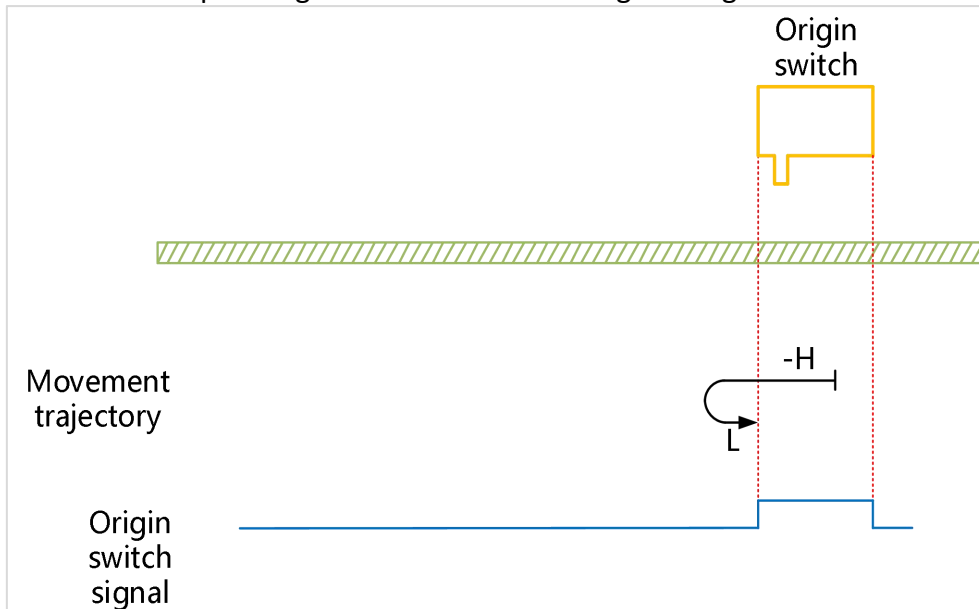 Origin
switch
-H
Movement
trajectory
L
Origin
switch
signal